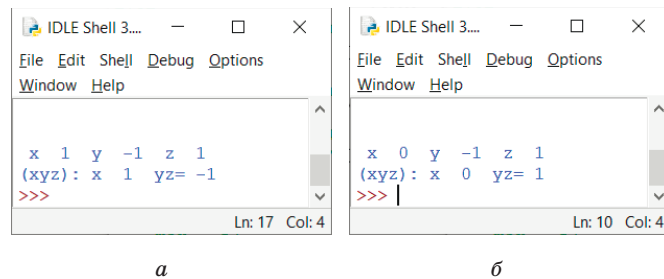 IDLE Shell 3....
File Edit Shell Debug Options
Window Help
x 1 y -1 z 1
(xyz): x 1 yz= -1
>>>
Ln: 17 Col: 4
а
IDLE Shell 3....
File Edit Shell Debug Options
Window Help
x 0 y -1 z 1
(xyz): x 0 yz= 1
>>>
Ln: 10 Col: 4
б